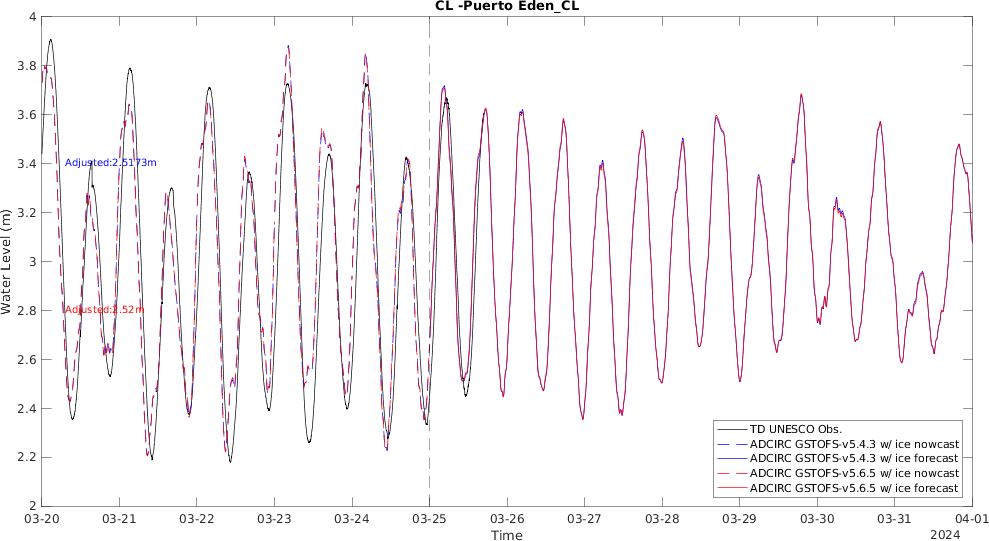 CL -Puerto Eden_CL
4
3.8
3.6
3.4
3.2
3
2.8
2.6
2.4
2.2
2
Water Level (m)
Adjusted:2.5173m
Adjusted:2.52m
TD UNESCO Obs.
ADCIRC GSTOFS-v5.4.3 w/ ice nowcast
ADCIRC GSTOFS-v5.4.3 w/ ice forecast
ADCIRC GSTOFS-v5.6.5 w/ ice nowcast
ADCIRC GSTOFS-v5.6.5 w/ ice forecast
03-20 03-21 03-22 03-23 03-24 03-25 03-26 03-27 03-28 03-29 03-30 03-31 04-01
Time
2024